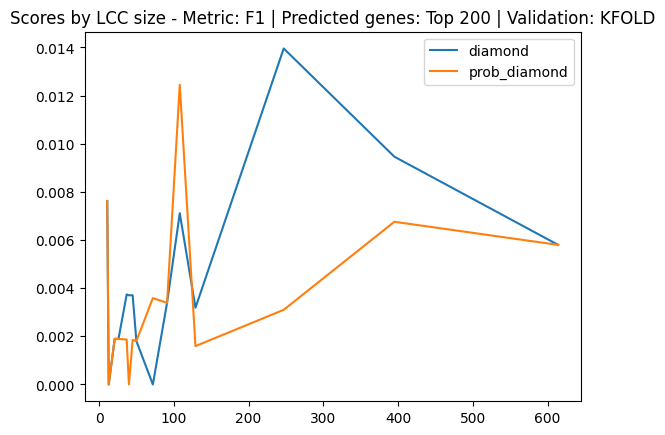 Scores by LCC size - Metric: F1 | Predicted genes: Top 200 | Validation: KFOLD
diamond
prob_diamond
0.014
0.012
0.010
0.008
0.006
0.004
0.002
0.000
0 100 200 300 400 500 600